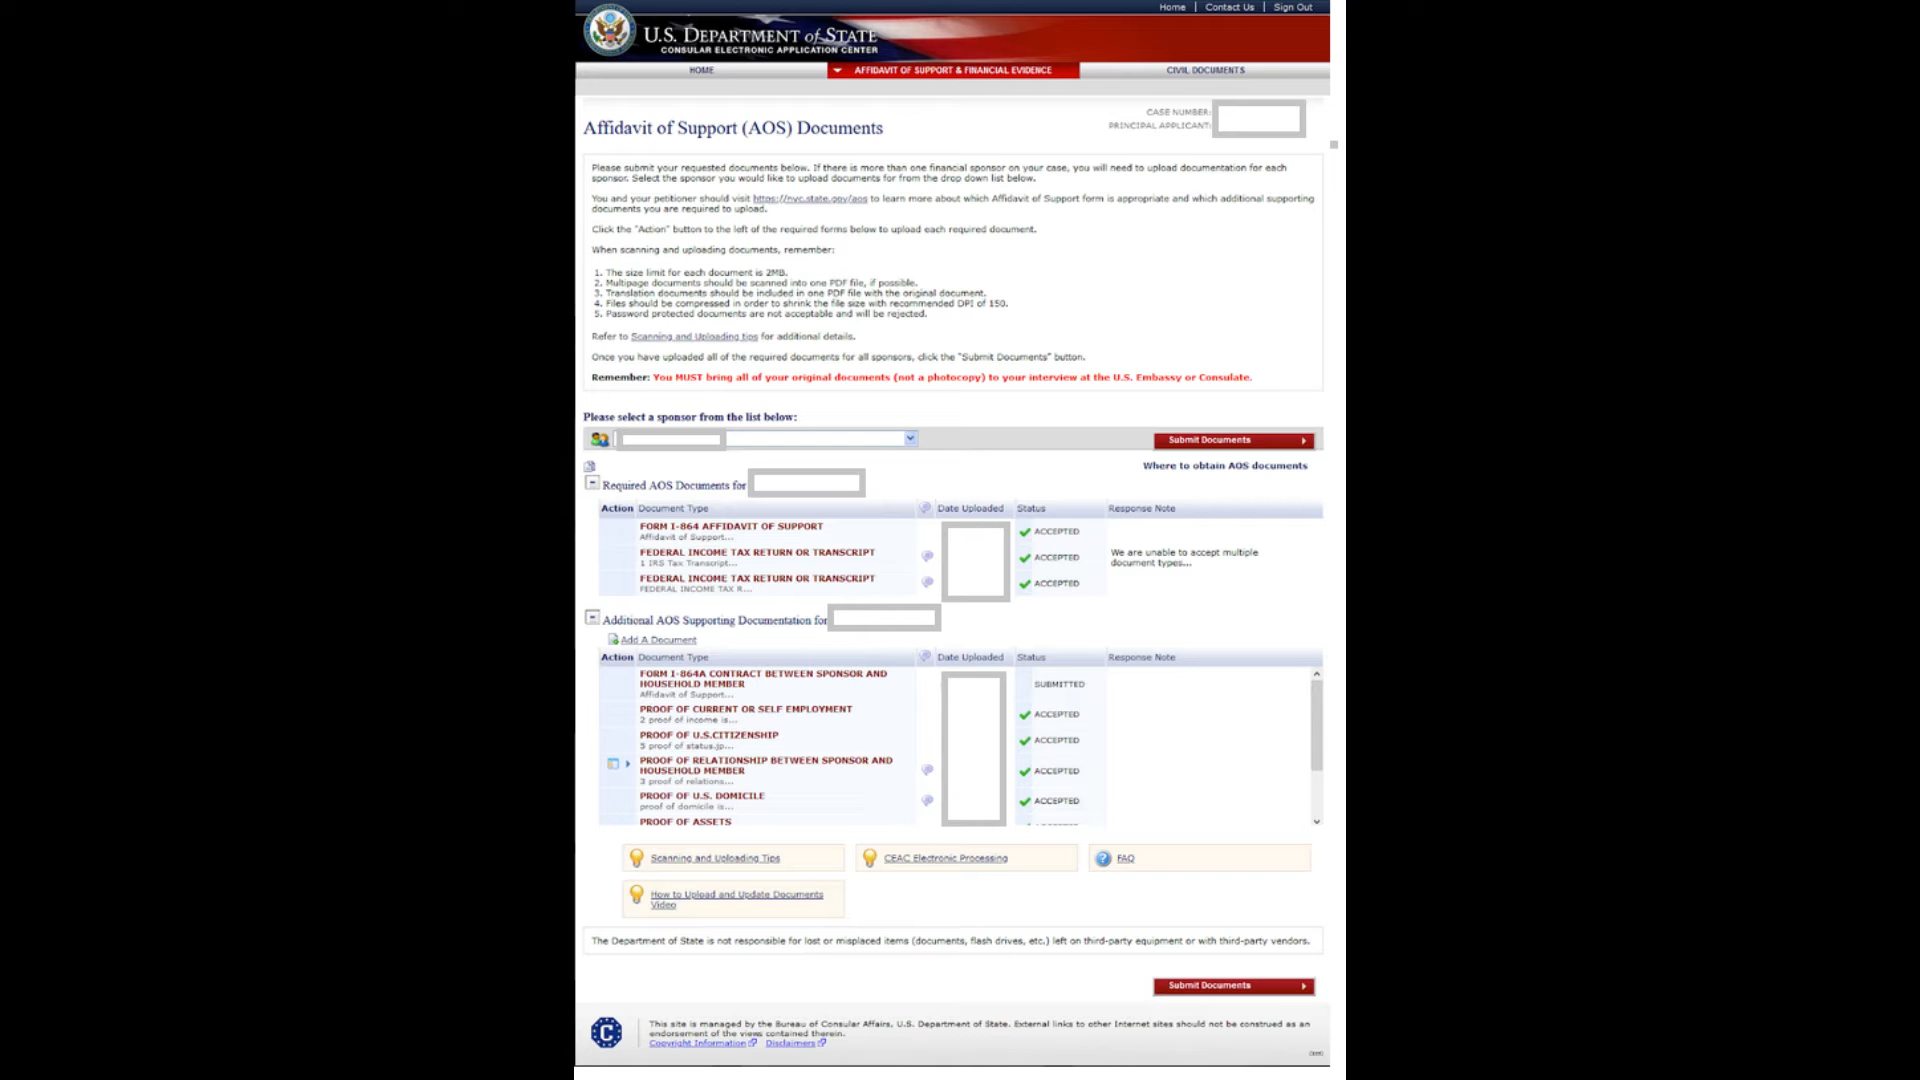 Home | Contact Us | Sign Out
U.S. DEPARTMENT of STATE
CONSULAR ELECTRONIC APPLICATION CENTER
HOME
AFFIDAVIT OF SUPPORT & FINANCIAL EVIDENCE
CIVIL DOCUMENTS
CASE NUMBER:
PRINCIPAL APPLICANT:
Affidavit of Support (AOS) Documents
Please submit your requested documents below. If there is more than one financial sponsor on your case, you will need to upload documentation for each
sponsor. Select the sponsor you would like to upload documents for from the drop down list below.
You and your petitioner should visit https://nvc.state.gov/aos to learn more about which Affidavit of Support form is appropriate and which additional supporting
documents you are required to upload.
Click the "Action" button to the left of the required forms below to upload each required document.
When scanning and uploading documents, remember:
1. The size limit for each document is 2MB.
2. Multipage documents should be scanned into one PDF file, if possible.
3. Translation documents should be included in one PDF file with the original document.
4. Files should be compressed in order to shrink the file size with recommended DPI of 150.
5. Password protected documents are not acceptable and will be rejected.
Refer to Scanning and Uploading tips for additional details.
Once you have uploaded all of the required documents for all sponsors, click the "Submit Documents" button.
Remember: You MUST bring all of your original documents (not a photocopy) to your interview at the U.S. Embassy or Consulate.
Please select a sponsor from the list below:
Submit Documents
Where to obtain AOS documents
Required AOS Documents for
Action Document Type Date Uploaded Status Response Note
FORM I-864 AFFIDAVIT OF SUPPORT
Affidavit of Support...
ACCEPTED
FEDERAL INCOME TAX RETURN OR TRANSCRIPT
1 IRS Tax Transcript...
ACCEPTED
We are unable to accept multiple
document types...
FEDERAL INCOME TAX RETURN OR TRANSCRIPT
FEDERAL INCOME TAX R...
ACCEPTED
Additional AOS Supporting Documentation for
Add A Document
Action Document Type Date Uploaded Status Response Note
FORM I-864A CONTRACT BETWEEN SPONSOR AND
HOUSEHOLD MEMBER
Affidavit of Support...
SUBMITTED
PROOF OF CURRENT OR SELF EMPLOYMENT
2 proof of income is...
ACCEPTED
PROOF OF U.S.CITIZENSHIP
5 proof of status.jp...
ACCEPTED
PROOF OF RELATIONSHIP BETWEEN SPONSOR AND
HOUSEHOLD MEMBER
3 proof of relations...
ACCEPTED
PROOF OF U.S. DOMICILE
proof of domicile is...
ACCEPTED
PROOF OF ASSETS
Scanning and Uploading Tips
CEAC Electronic Processing
FAQ
How to Upload and Update Documents
Video
The Department of State is not responsible for lost or misplaced items (documents, flash drives, etc.) left on third-party equipment or with third-party vendors.
Submit Documents
This site is managed by the Bureau of Consular Affairs, U.S. Department of State. External links to other Internet sites should not be construed as an
endorsement of the views contained therein.
Copyright Information Disclaimers